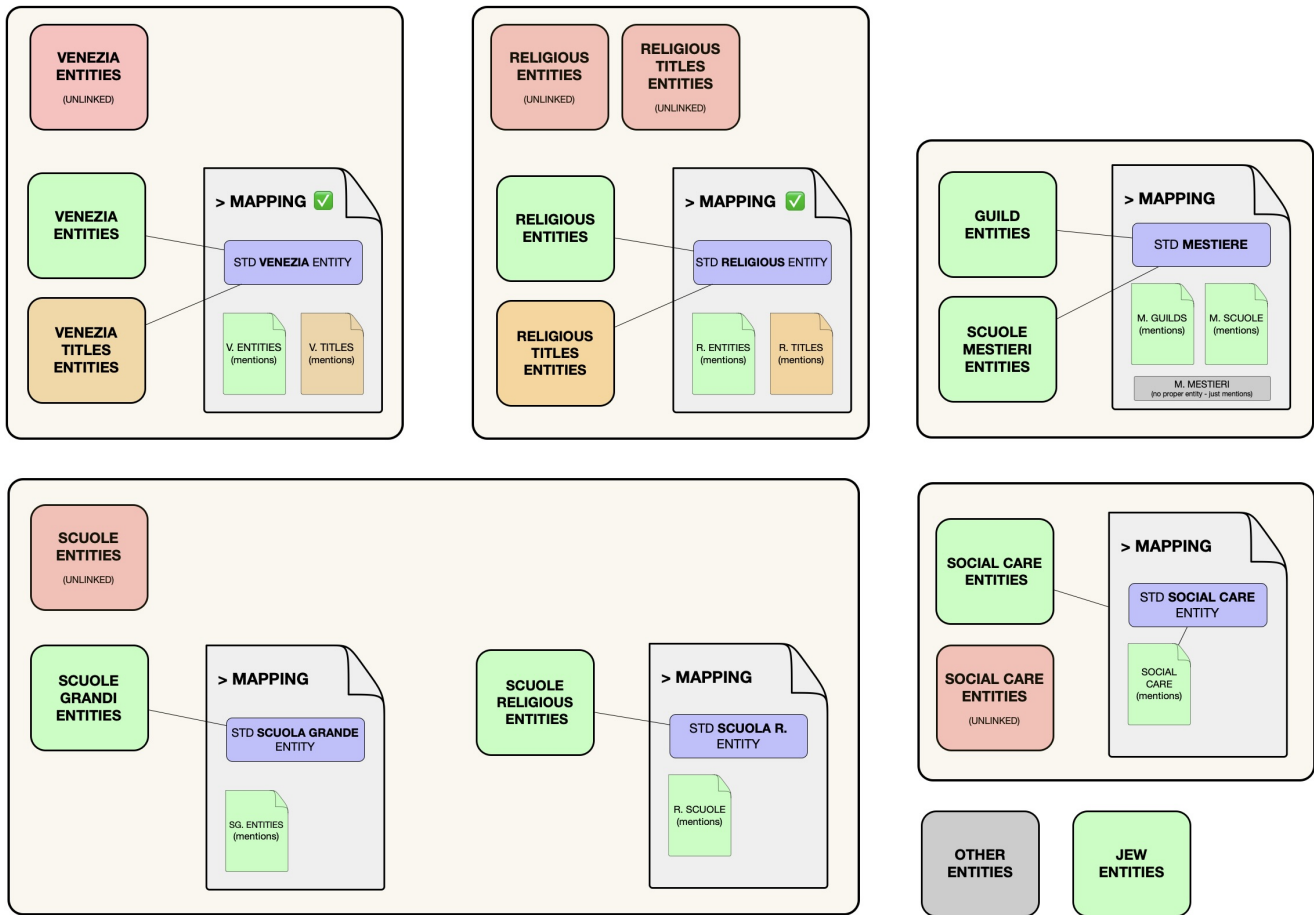 VENEZIA
ENTITIES
(UNLINKED)
VENEZIA
ENTITIES
VENEZIA
TITLES
ENTITIES
> MAPPING ✅
STD VENEZIA ENTITY
V. ENTITIES
(mentions)
V. TITLES
(mentions)
RELIGIOUS
ENTITIES
(UNLINKED)
RELIGIOUS
TITLES
ENTITIES
(UNLINKED)
RELIGIOUS
ENTITIES
RELIGIOUS
TITLES
ENTITIES
> MAPPING ✅
STD RELIGIOUS ENTITY
R. ENTITIES
(mentions)
R. TITLES
(mentions)
GUILD
ENTITIES
SCUOLE
MESTIERI
ENTITIES
> MAPPING
STD MESTIERE
M. GUILDS
(mentions)
M. SCUOLE
(mentions)
M. MESTIERI
(no proper entity - just mentions)
SCUOLE
ENTITIES
(UNLINKED)
SCUOLE
GRANDI
ENTITIES
> MAPPING
STD SCUOLA GRANDE
ENTITY
SG. ENTITIES
(mentions)
SCUOLE
RELIGIOUS
ENTITIES
> MAPPING
STD SCUOLA R.
ENTITY
R. SCUOLE
(mentions)
SOCIAL CARE
ENTITIES
SOCIAL CARE
ENTITIES
(UNLINKED)
> MAPPING
STD SOCIAL CARE
ENTITY
SOCIAL
CARE
(mentions)
OTHER
ENTITIES
JEW
ENTITIES